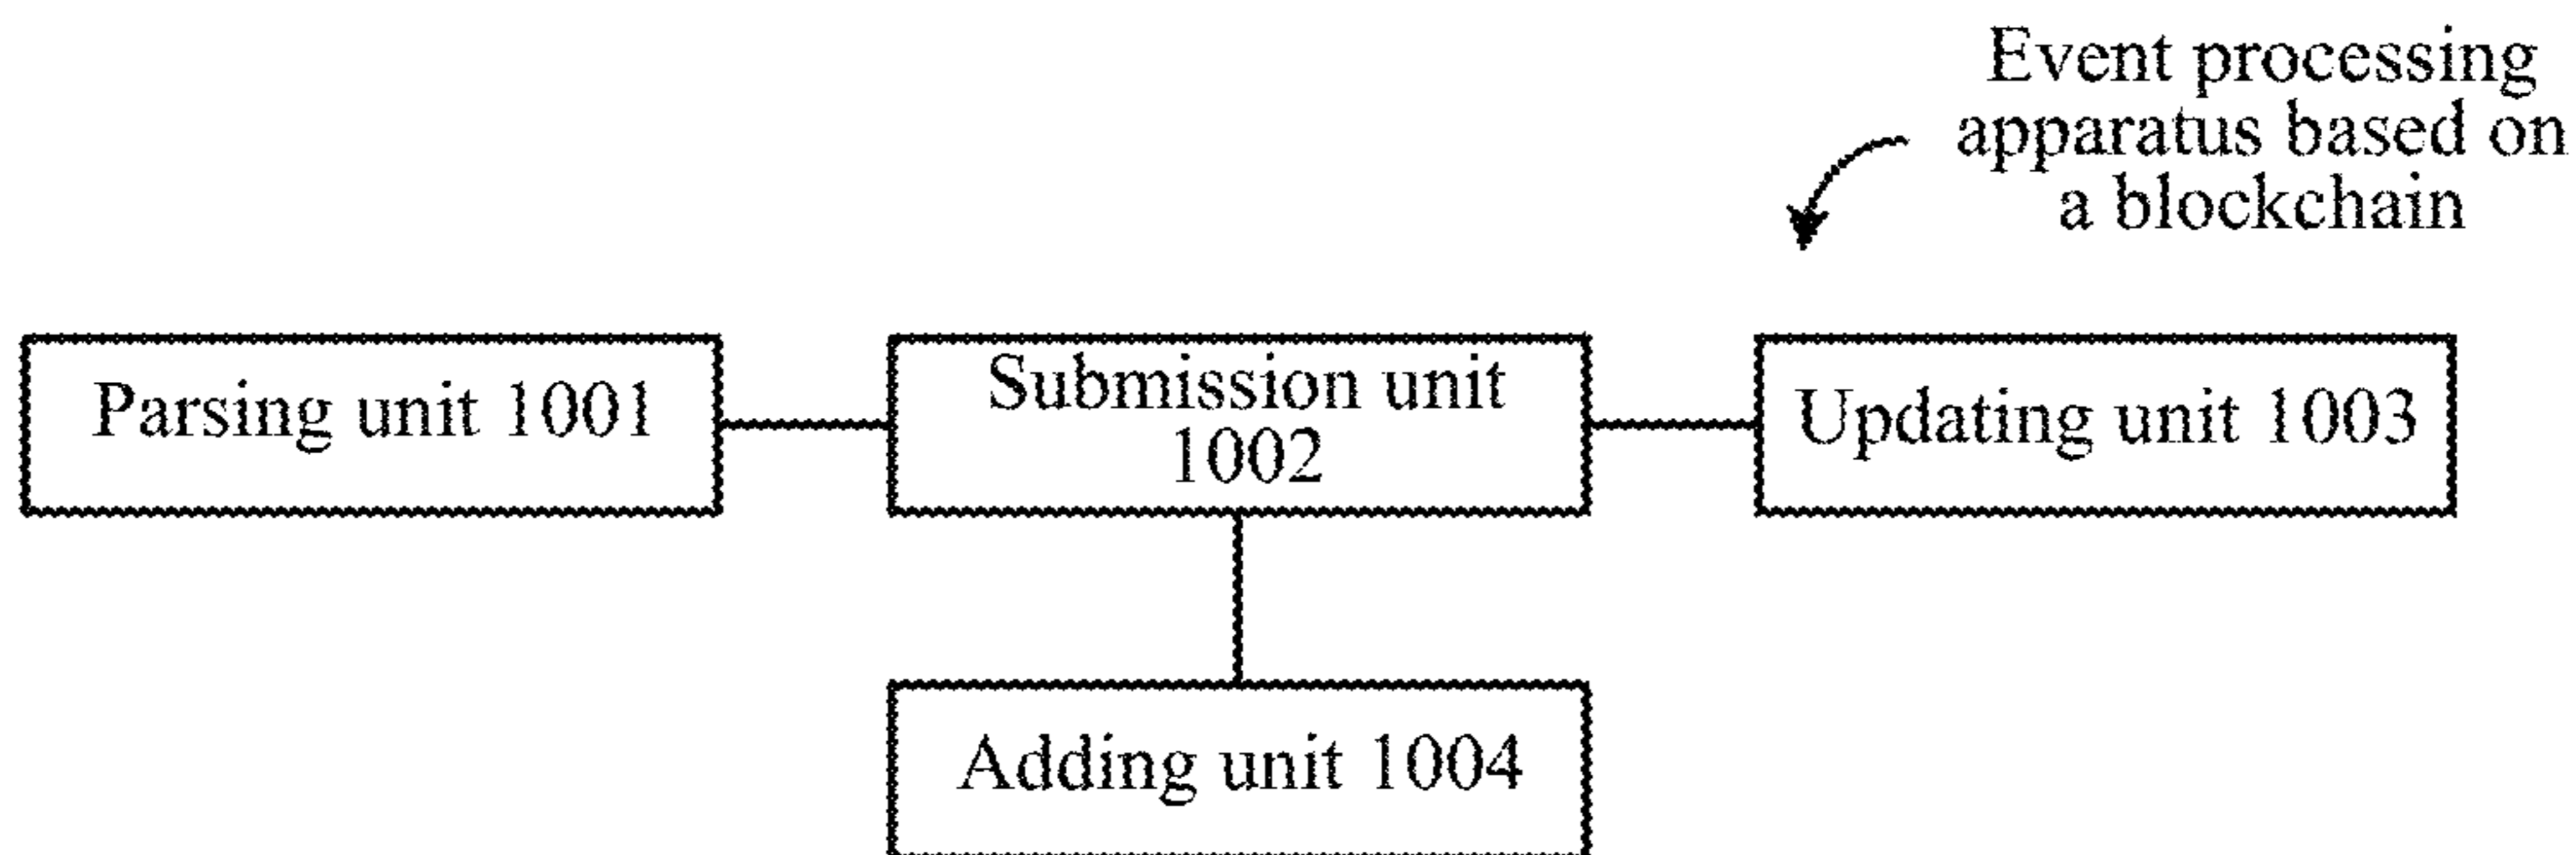 Event processing
apparatus based on
a blockchain
Parsing unit 1001
Submission unit
1002
Updating unit 1003
Adding unit 1004